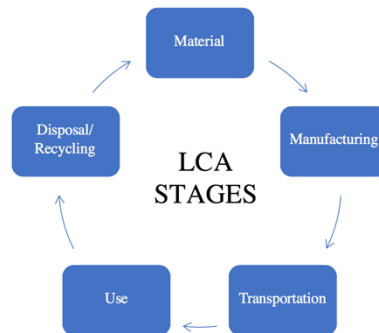 Material
Manufacturing
Transportation
Use
Disposal/
Recycling
LCA
STAGES